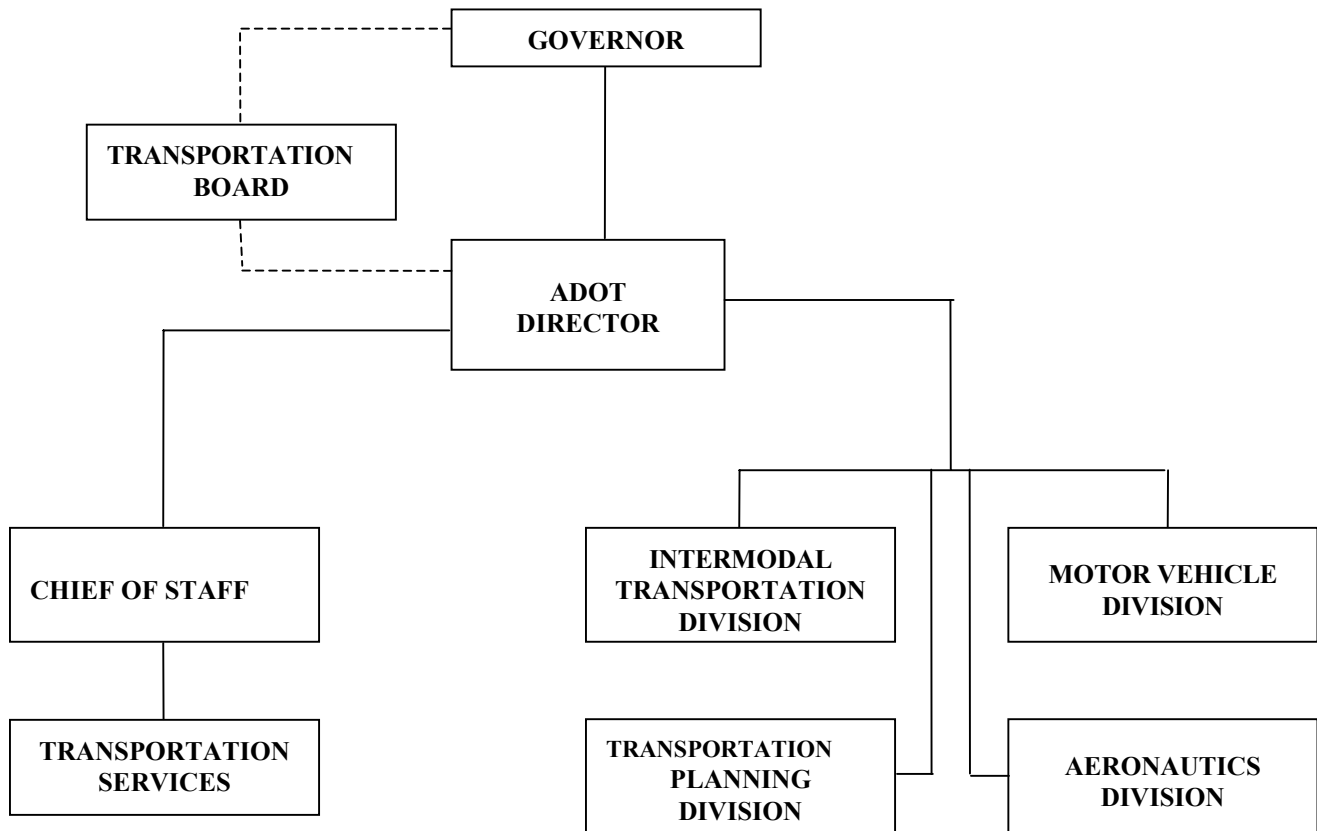 GOVERNOR
TRANSPORTATION
BOARD
ADOT
DIRECTOR
CHIEF OF STAFF
INTERMODAL
TRANSPORTATION
DIVISION
MOTOR VEHICLE
DIVISION
TRANSPORTATION
SERVICES
TRANSPORTATION
PLANNING
DIVISION
AERONAUTICS
DIVISION